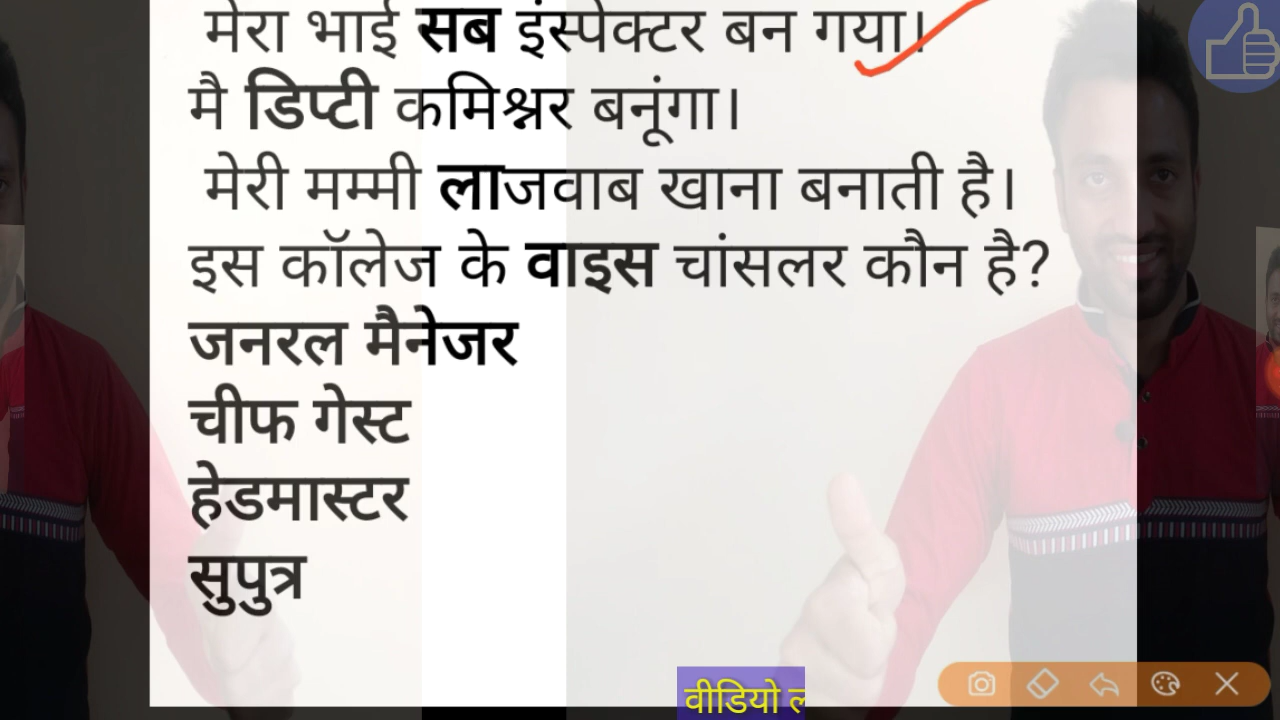 मेरा भाई सब इंस्पेक्टर बन गया।
मै डिप्टी कमिश्नर बनूंगा।
मेरी मम्मी लाजवाब खाना बनाती है।
इस कॉलेज के वाइस चांसलर कौन है?
जनरल मैनेजर
चीफ गेस्ट
हेडमास्टर
सुपुत्र
वीडियो